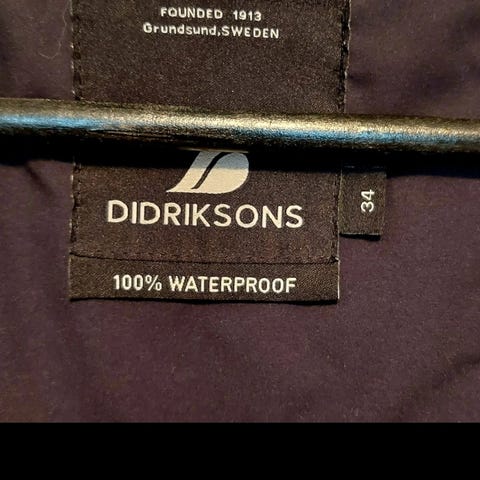 FOUNDED 1913
Grundsund,SWEDEN
DIDRIKSONS
34
100% WATERPROOF